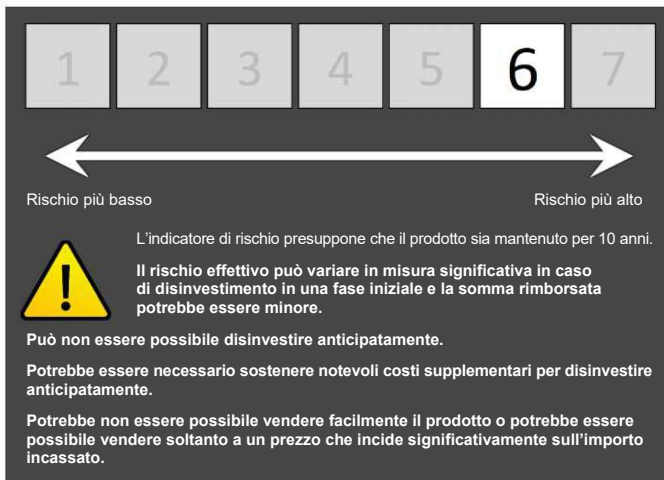 1 2 3 4 5 6 7
Rischio più basso Rischio più alto
L'indicatore di rischio presuppone che il prodotto sia mantenuto per 10 anni.
Il rischio effettivo può variare in misura significativa in caso
di disinvestimento in una fase iniziale e la somma rimborsata
potrebbe essere minore.
Può non essere possibile disinvestire anticipatamente.
Potrebbe essere necessario sostenere notevoli costi supplementari per disinvestire
anticipatamente.
Potrebbe non essere possibile vendere facilmente il prodotto o potrebbe essere
possibile vendere soltanto a un prezzo che incide significativamente sull'importo
incassato.